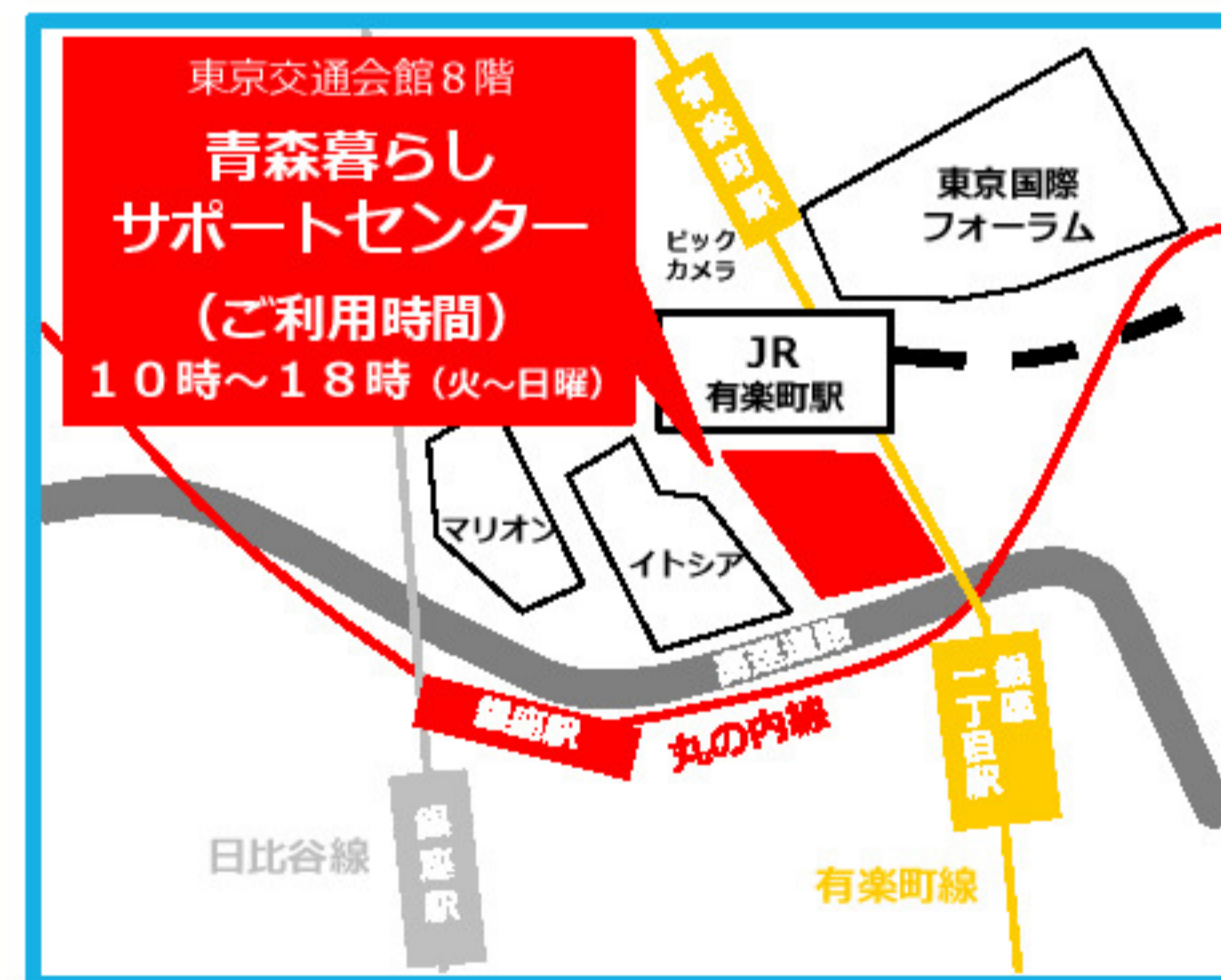 東京交通会館８階
青森暮らし
サポートセンター
（ご利用時間）
１０時～１８時（火～日曜）
有楽町駅
東京国際
フォーラム
ビック
カメラ
JR
有楽町駅
マリオン
イトシア
高速道路
銀座駅
丸の内線
銀座
一丁目駅
日比谷線
銀座駅
有楽町線